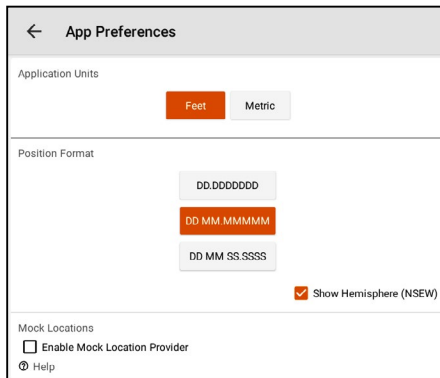 App Preferences
Application Units
Feet Metric
Position Format
DD.DDDDDDD
DD MM.MMMMM
DD MM SS.SSSS
Show Hemisphere (NSEW)
Mock Locations
Enable Mock Location Provider
Help